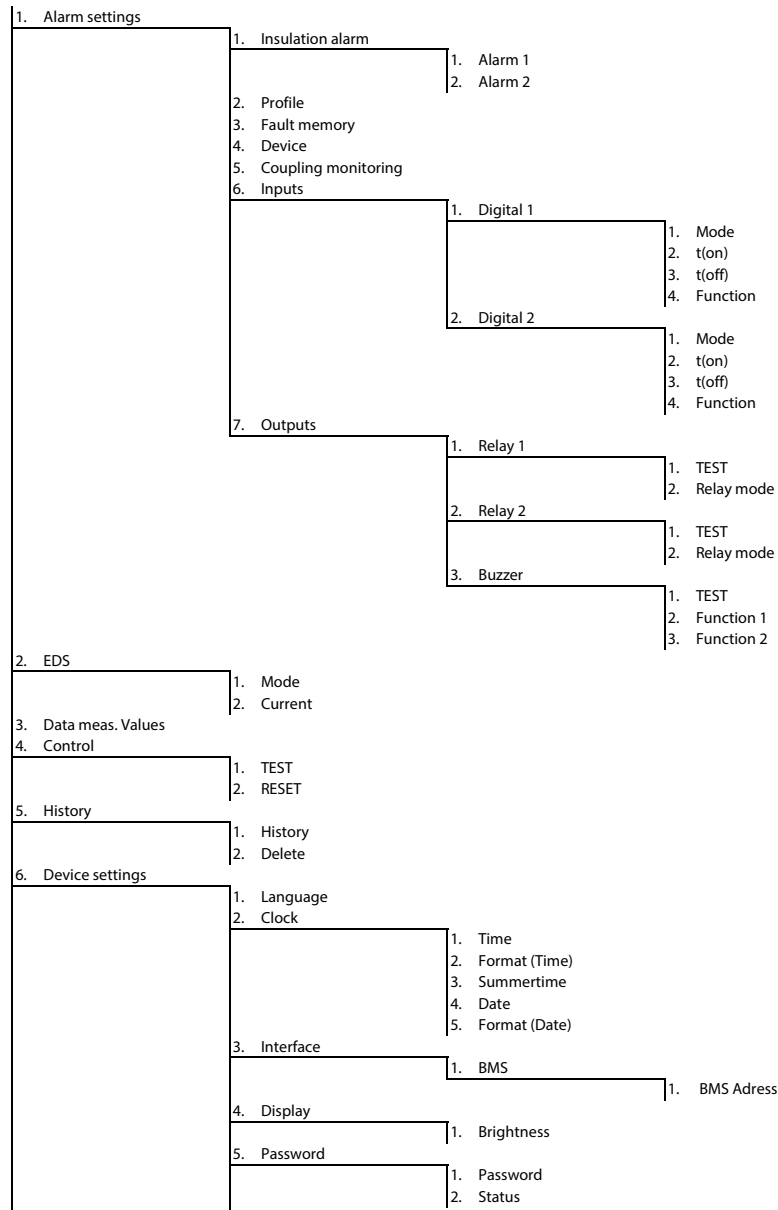 1. Alarm settings
1. Insulation alarm
1. Alarm 1
2. Alarm 2
2. Profile
3. Fault memory
4. Device
5. Coupling monitoring
6. Inputs
1. Digital 1
1. Mode
2. t(on)
3. t(off)
4. Function
2. Digital 2
1. Mode
2. t(on)
3. t(off)
4. Function
7. Outputs
1. Relay 1
1. TEST
2. Relay mode
2. Relay 2
1. TEST
2. Relay mode
3. Buzzer
1. TEST
2. Function 1
3. Function 2
2. EDS
1. Mode
2. Current
3. Data meas. Values
4. Control
1. TEST
2. RESET
5. History
1. History
2. Delete
6. Device settings
1. Language
2. Clock
1. Time
2. Format (Time)
3. Summertime
4. Date
5. Format (Date)
3. Interface
1. BMS
1. BMS Adress
4. Display
1. Brightness
5. Password
1. Password
2. Status